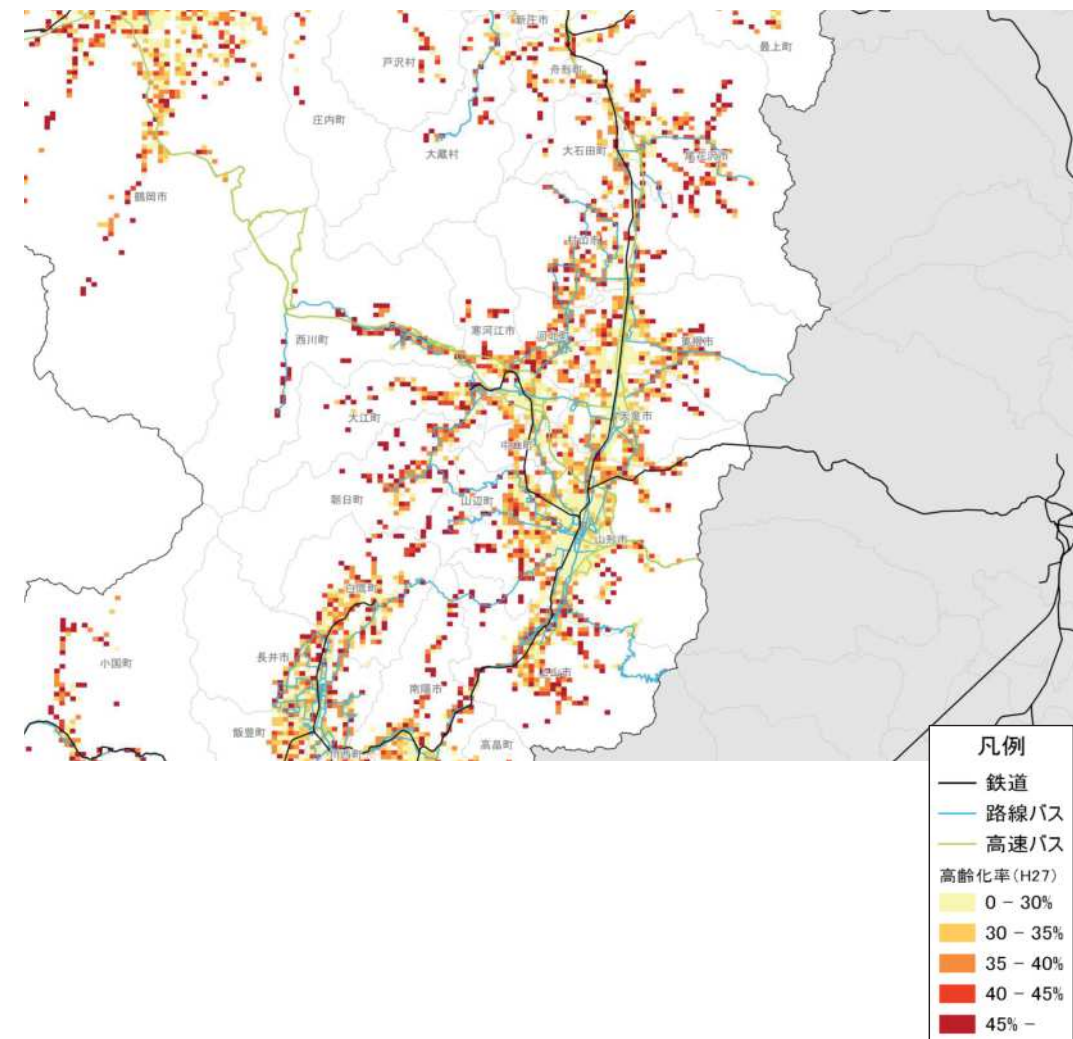 新庄市
最上町
戸沢村
舟形町
庄内町
大蔵村
大石田町
尾花沢市
鶴岡市
村山市
寒河江市
河北町
西川町
東根市
大江町
天童市
中山町
朝日町
山辺町
山形市
白鷹町
小国町
長井市
南陽市
上山市
飯豊町
川西町
高畠町
凡例
鉄道
路線バス
高速バス
高齢化率(H27)
0 - 30%
30 - 35%
35 - 40%
40 - 45%
45% -